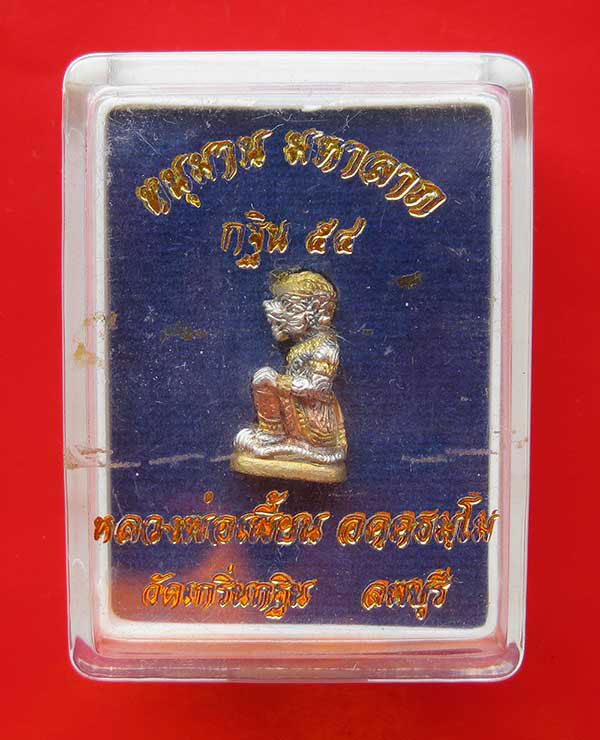 หนุมาน มหาลาภ
กฐิน ๕๔
หลวงพ่อเพี้ยน อคฺคธมฺโม
วัดเกริ่นกฐิน ลพบุรี